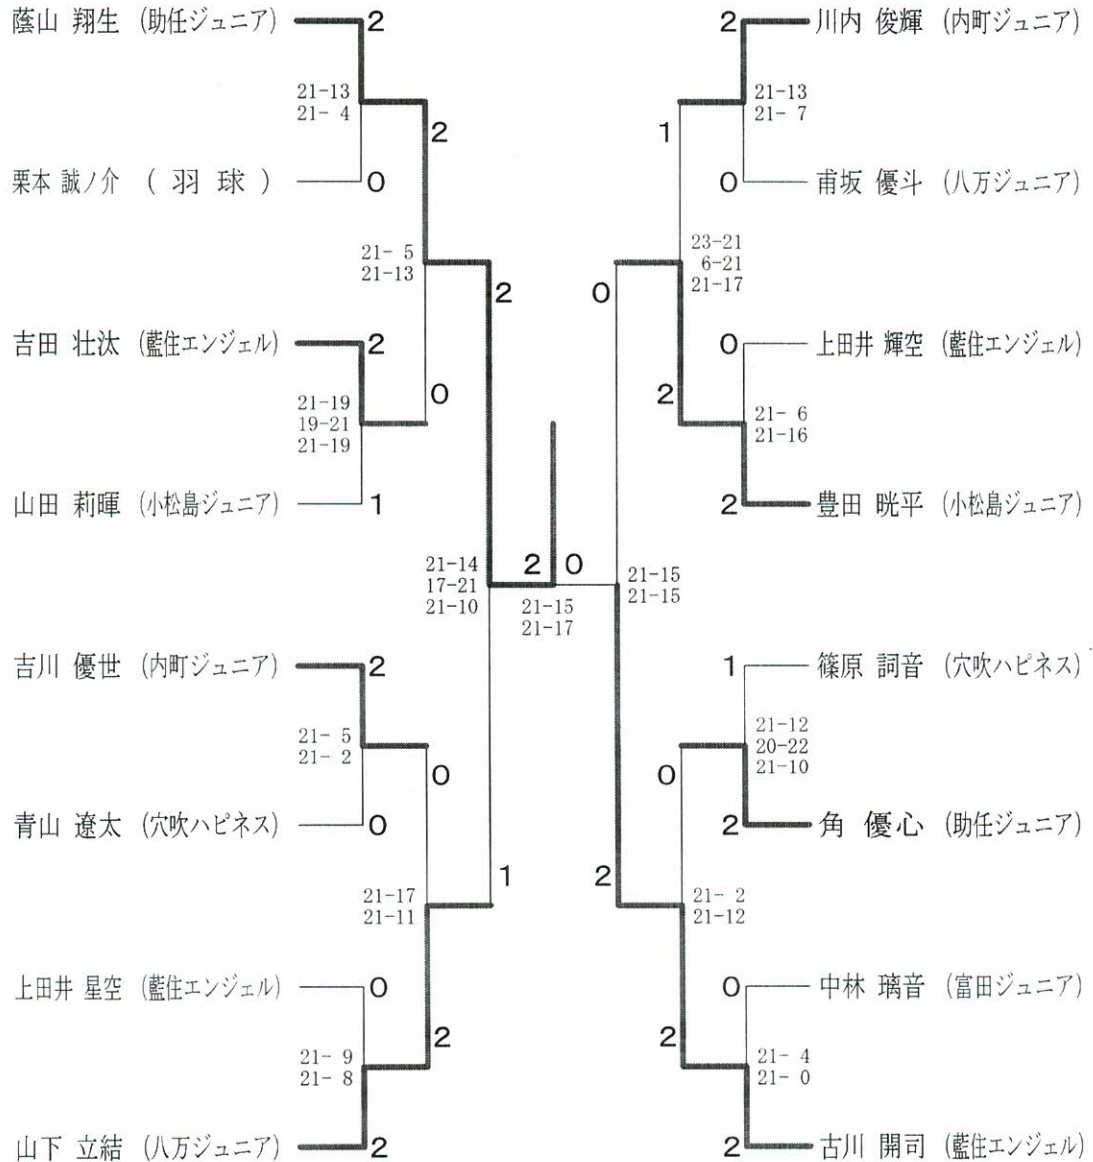 蔭山 翔生 (助任ジュニア) 2
21-13
21- 4
2
栗本 誠ノ介 ( 羽 球 ) 0
21- 5
21-13
2
吉田 壮汰 (藍住エンジェル) 2
21-19
19-21
21-19
0
山田 莉暉 (小松島ジュニア) 1
21-14
17-21
21-10
吉川 優世 (内町ジュニア) 2
21- 5
21- 2
0
青山 遼太 (穴吹ハピネス) 0
21-17
21-11
1
上田井 星空 (藍住エンジェル) 0
21- 9
21- 8
2
山下 立結 (八万ジュニア) 2
2 0
21-15
21-17
2 川内 俊輝 (内町ジュニア)
21-13
21- 7
1
0 甫坂 優斗 (八万ジュニア)
23-21
6-21
21-17
0
0 上田井 輝空 (藍住エンジェル)
21- 6
21-16
2
2 豊田 晄平 (小松島ジュニア)
21-15
21-15
1 篠原 詞音 (穴吹ハピネス)
21-12
20-22
21-10
0
2 角 優心 (助任ジュニア)
21- 2
21-12
2
0 中林 璃音 (富田ジュニア)
21- 4
21- 0
2
2 古川 開司 (藍住エンジェル)